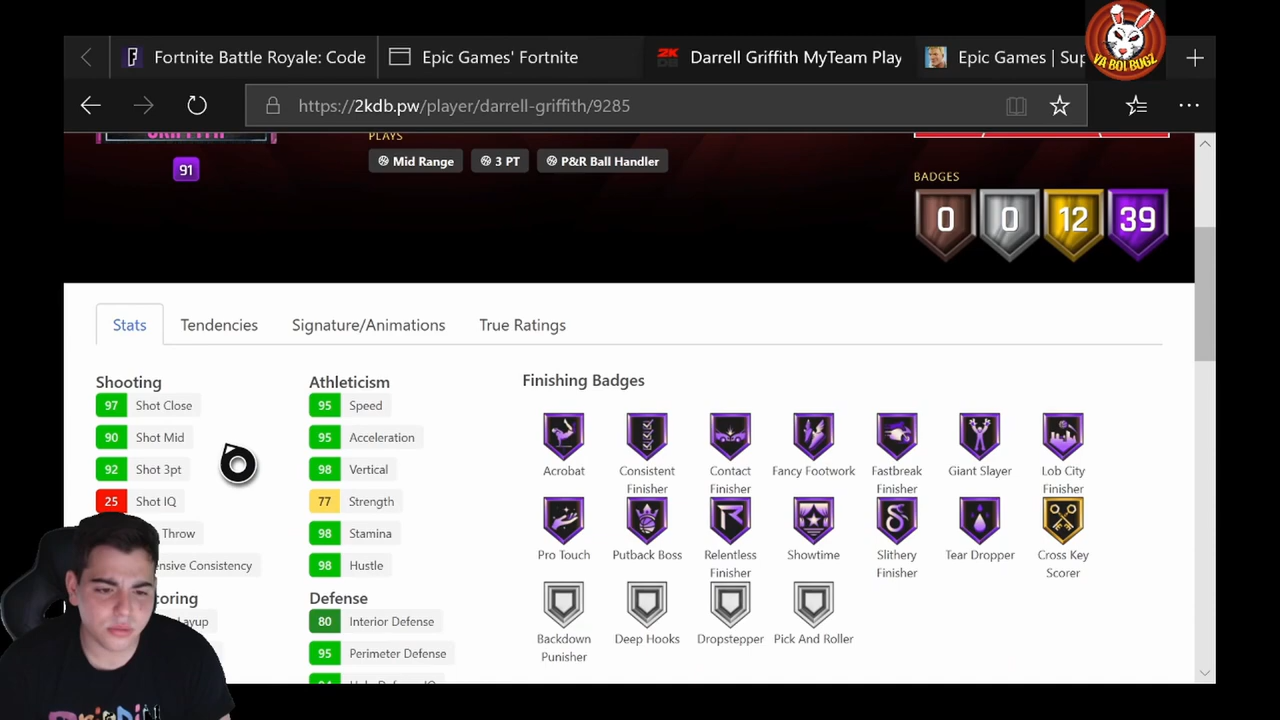 Fortnite Battle Royale: Code
Epic Games' Fortnite
2K
DB
Darrell Griffith MyTeam Play
Epic Games | Sup
YA BOI BUGZ
https://2kdb.pw/player/darrell-griffith/9285
GRIFFITH
91
PLAYS
Mid Range
3 PT
P&R Ball Handler
BADGES
0
0
12
39
Stats
Tendencies
Signature/Animations
True Ratings
Shooting
97 Shot Close
90 Shot Mid
92 Shot 3pt
25 Shot IQ
Throw
ensive Consistency
toring
Layup
Athleticism
95 Speed
95 Acceleration
98 Vertical
77 Strength
98 Stamina
98 Hustle
Defense
80 Interior Defense
95 Perimeter Defense
Finishing Badges
Acrobat
Consistent
Finisher
Contact
Finisher
Fancy Footwork
Fastbreak
Finisher
Giant Slayer
Lob City
Finisher
Pro Touch
Putback Boss
Relentless
Finisher
Showtime
Slithery
Finisher
Tear Dropper
Cross Key
Scorer
Backdown
Punisher
Deep Hooks
Dropstepper
Pick And Roller